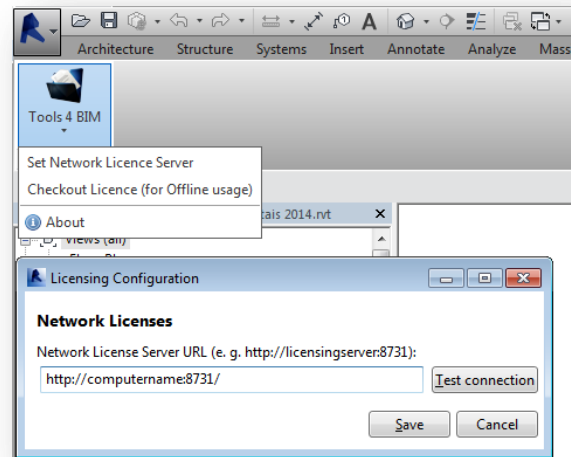 Architecture Structure Systems Insert Annotate Analyze Mass
Tools 4 BIM
Set Network Licence Server
Checkout Licence (for Offline usage)
About
tais 2014.rvt
Views (all)
Licensing Configuration
Network Licenses
Network License Server URL (e. g. http://licensingserver:8731):
http://computername:8731/
Test connection
Save Cancel